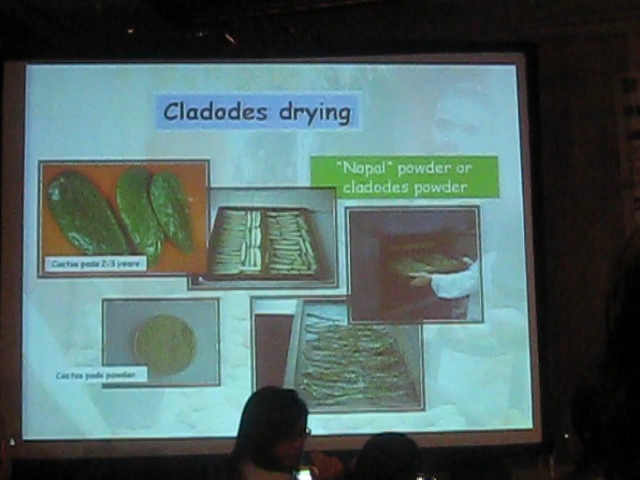 Cladodes drying
"Nopal" powder or
cladodes powder
Cactus pads 2-3 years
Cactus pads powder